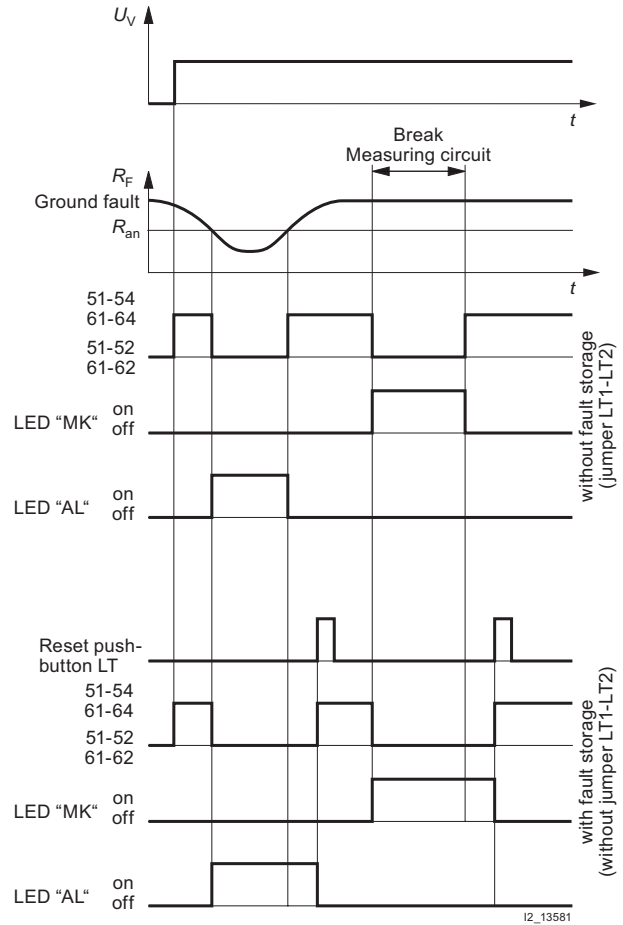 U_V
t
Break
Measuring circuit
R_F
Ground fault
R_an
t
51-54
61-64
51-52
61-62
LED “MK“ on
off
LED “AL“ on
off
without fault storage
(jumper LT1-LT2)
Reset push-
button LT
51-54
61-64
51-52
61-62
LED “MK“ on
off
LED “AL“ on
off
with fault storage
(without jumper LT1-LT2)
I2_13581